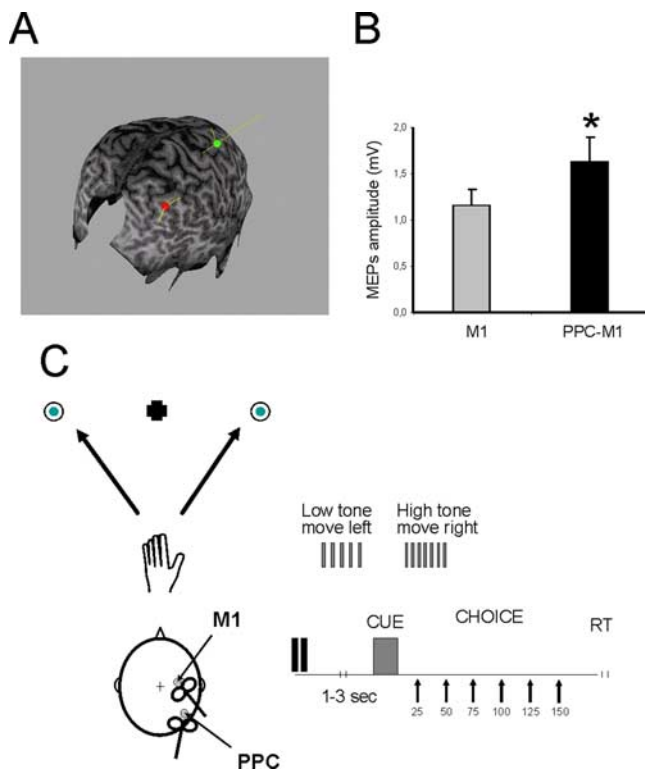 A
B
MEPs amplitude (mV)
2,0
1,5
1,0
0,5
0,0
*
M1
PPC-M1
C
Low tone
move left
High tone
move right
M1
PPC
CUE
CHOICE
RT
1-3 sec
25 50 75 100 125 150